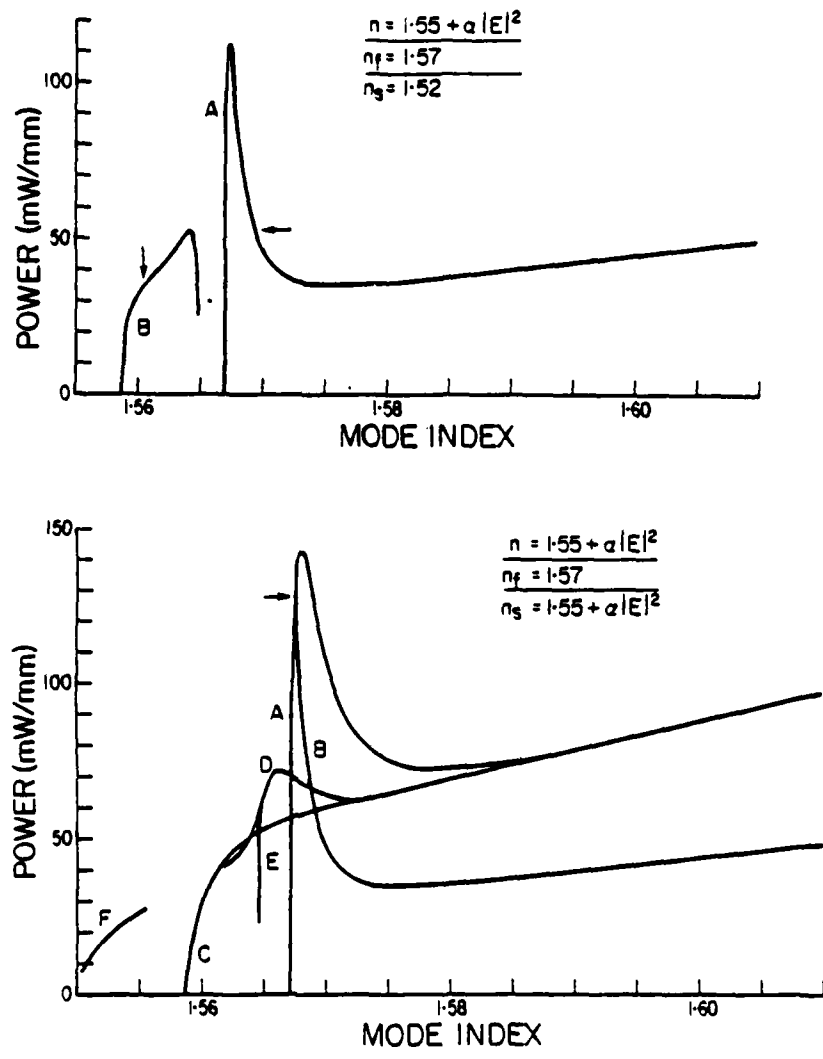 n = 1·55 + α|E|²
nf = 1·57
ns = 1·52
POWER (mW/mm)
100
50
0
A
B
1·56
1·58
1·60
MODE INDEX
n = 1·55 + α|E|²
nf = 1·57
ns = 1·55 + α|E|²
POWER (mW/mm)
150
100
50
0
A
B
D
E
F
C
1·56
1·58
1·60
MODE INDEX